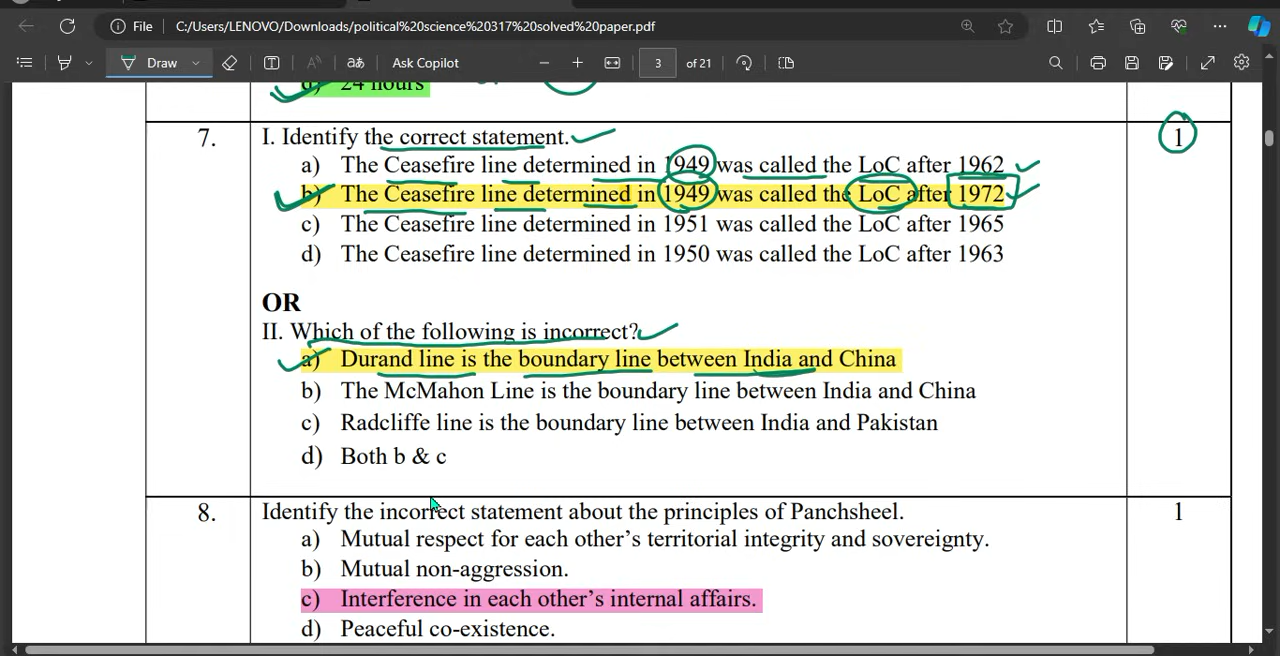 File C:/Users/LENOVO/Downloads/political%20science%20317%20solved%20paper.pdf
Draw aあ Ask Copilot 3 of 21
24 hours
7. I. Identify the correct statement. 1
a) The Ceasefire line determined in 1949 was called the LoC after 1962
b) The Ceasefire line determined in 1949 was called the LoC after 1972
c) The Ceasefire line determined in 1951 was called the LoC after 1965
d) The Ceasefire line determined in 1950 was called the LoC after 1963
OR
II. Which of the following is incorrect?
a) Durand line is the boundary line between India and China
b) The McMahon Line is the boundary line between India and China
c) Radcliffe line is the boundary line between India and Pakistan
d) Both b & c
8. Identify the incorrect statement about the principles of Panchsheel. 1
a) Mutual respect for each other’s territorial integrity and sovereignty.
b) Mutual non-aggression.
c) Interference in each other’s internal affairs.
d) Peaceful co-existence.